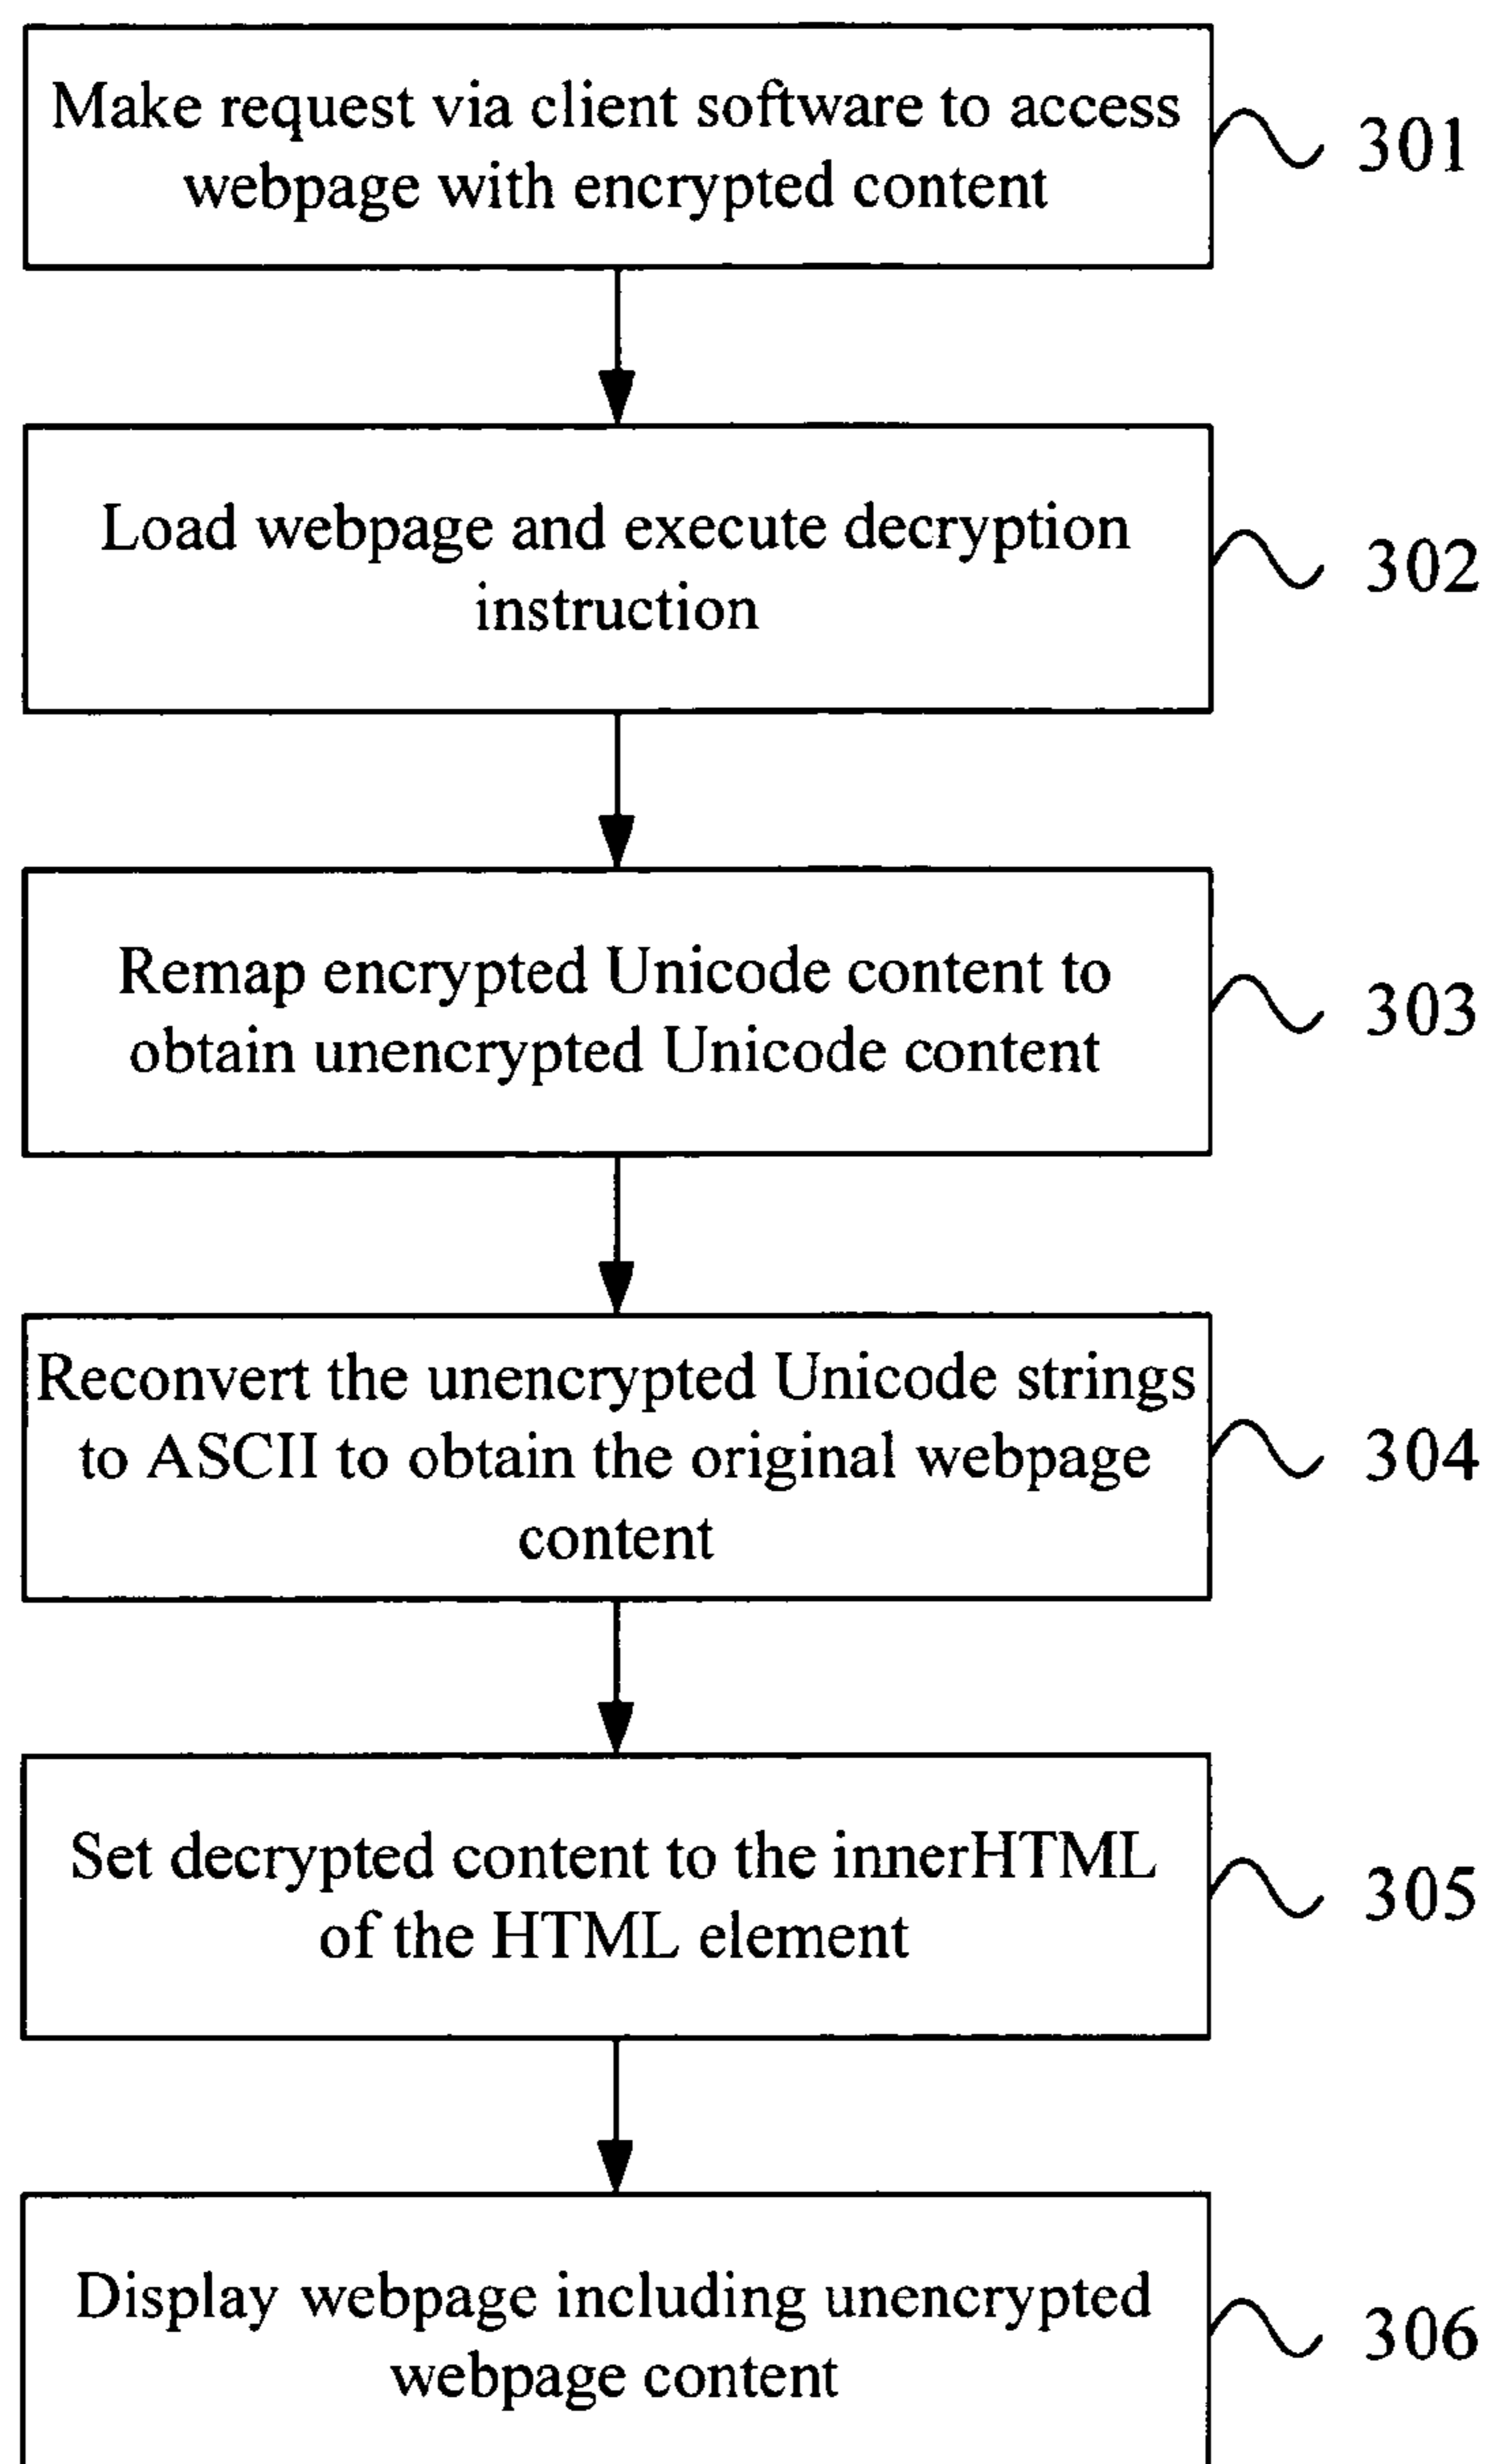 Make request via client software to access
webpage with encrypted content
301
Load webpage and execute decryption
instruction
302
Remap encrypted Unicode content to
obtain unencrypted Unicode content
303
Reconvert the unencrypted Unicode strings
to ASCII to obtain the original webpage
content
304
Set decrypted content to the innerHTML
of the HTML element
305
Display webpage including unencrypted
webpage content
306